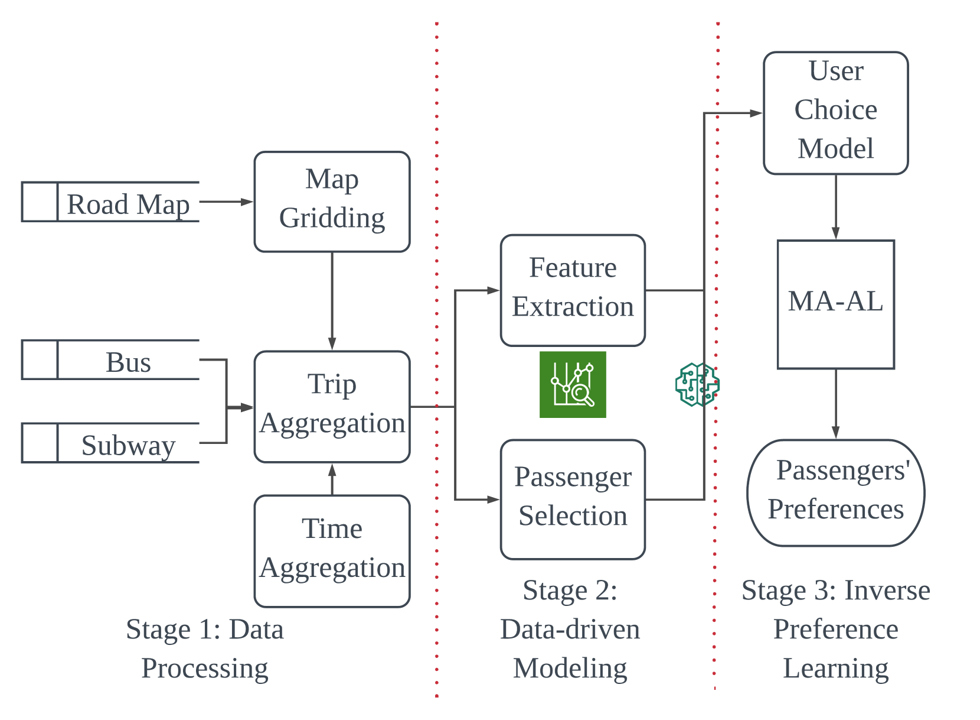 Road Map
Map
Gridding
Bus
Subway
Trip
Aggregation
Time
Aggregation
Stage 1: Data
Processing
Feature
Extraction
Passenger
Selection
Stage 2:
Data-driven
Modeling
User
Choice
Model
MA-AL
Passengers'
Preferences
Stage 3: Inverse
Preference
Learning